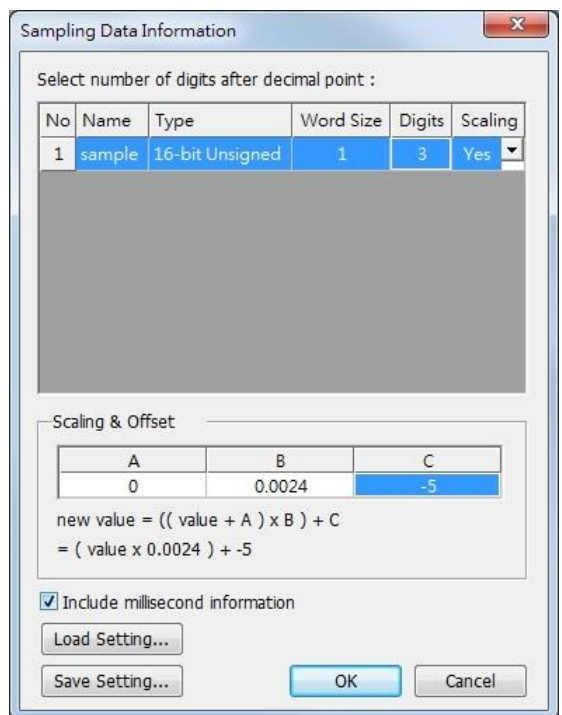 Sampling Data Information
Select number of digits after decimal point :
No Name Type Word Size Digits Scaling
1 sample 16-bit Unsigned 1 3 Yes
Scaling & Offset
A B C
0 0.0024 -5
new value = (( value + A ) x B ) + C
= ( value x 0.0024 ) + -5
Include millisecond information
Load Setting...
Save Setting... OK Cancel